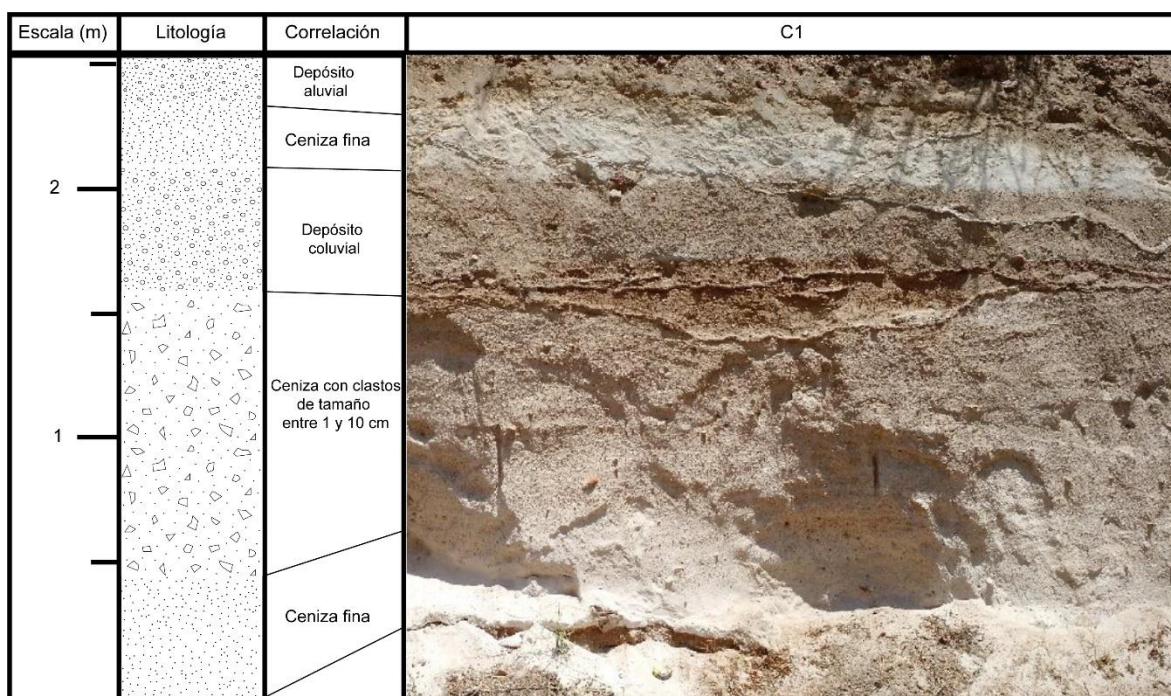 Escala (m)
Litología
Correlación
C1
Depósito
aluvial
Ceniza fina
2
Depósito
coluvial
Ceniza con clastos
de tamaño
entre 1 y 10 cm
1
Ceniza fina